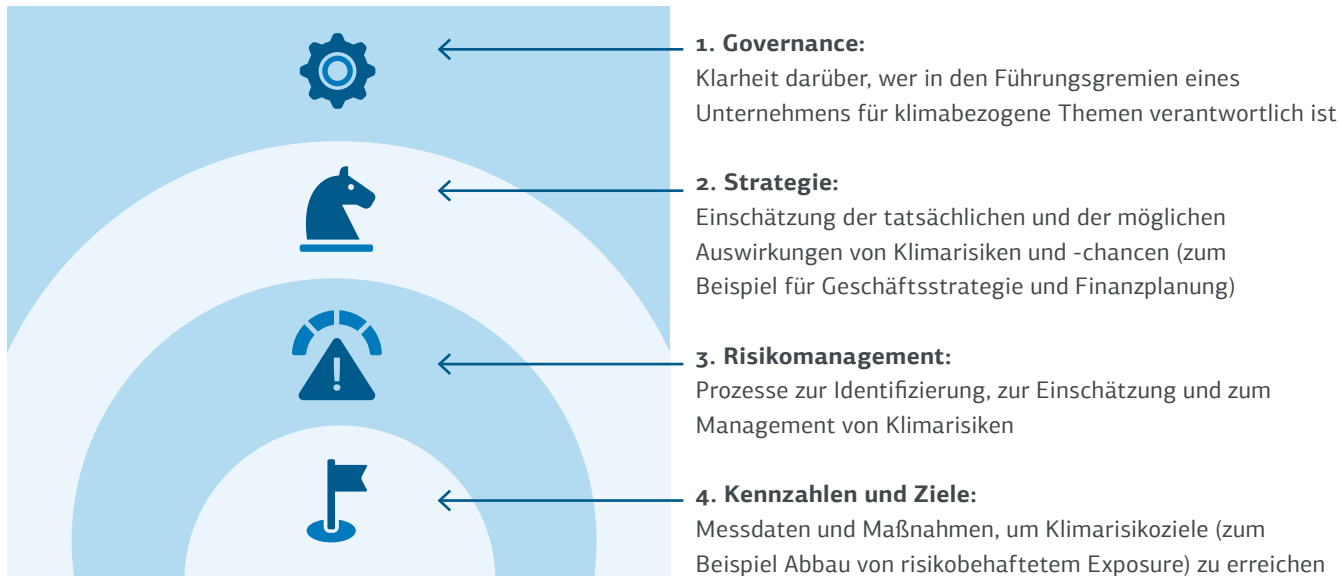 1. Governance:
Klarheit darüber, wer in den Führungsgremien eines
Unternehmens für klimabezogene Themen verantwortlich ist
2. Strategie:
Einschätzung der tatsächlichen und der möglichen
Auswirkungen von Klimarisiken und -chancen (zum
Beispiel für Geschäftsstrategie und Finanzplanung)
3. Risikomanagement:
Prozesse zur Identifizierung, zur Einschätzung und zum
Management von Klimarisiken
4. Kennzahlen und Ziele:
Messdaten und Maßnahmen, um Klimarisikoziele (zum
Beispiel Abbau von risikobehaftetem Exposure) zu erreichen